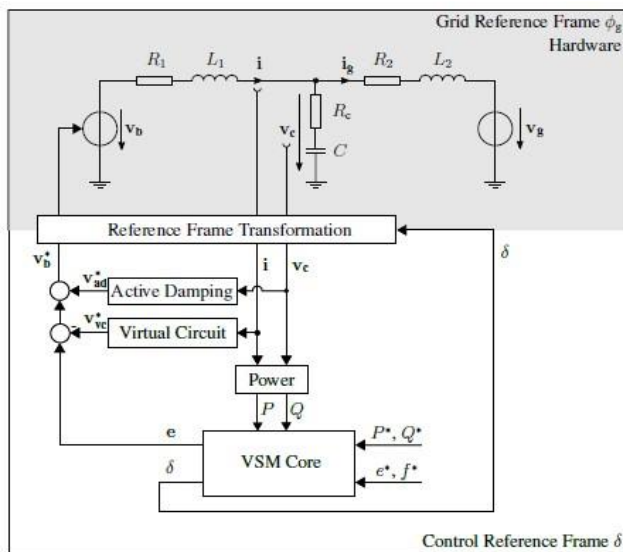 Grid Reference Frame ϕg
Hardware
R1 L1 i ig R2 L2
Rc
vb vc vg
C
Reference Frame Transformation
v*b i vc δ
v*ad Active Damping
- v*vc Virtual Circuit
Power
P Q
e P*, Q*
VSM Core
δ e*, f*
Control Reference Frame δ